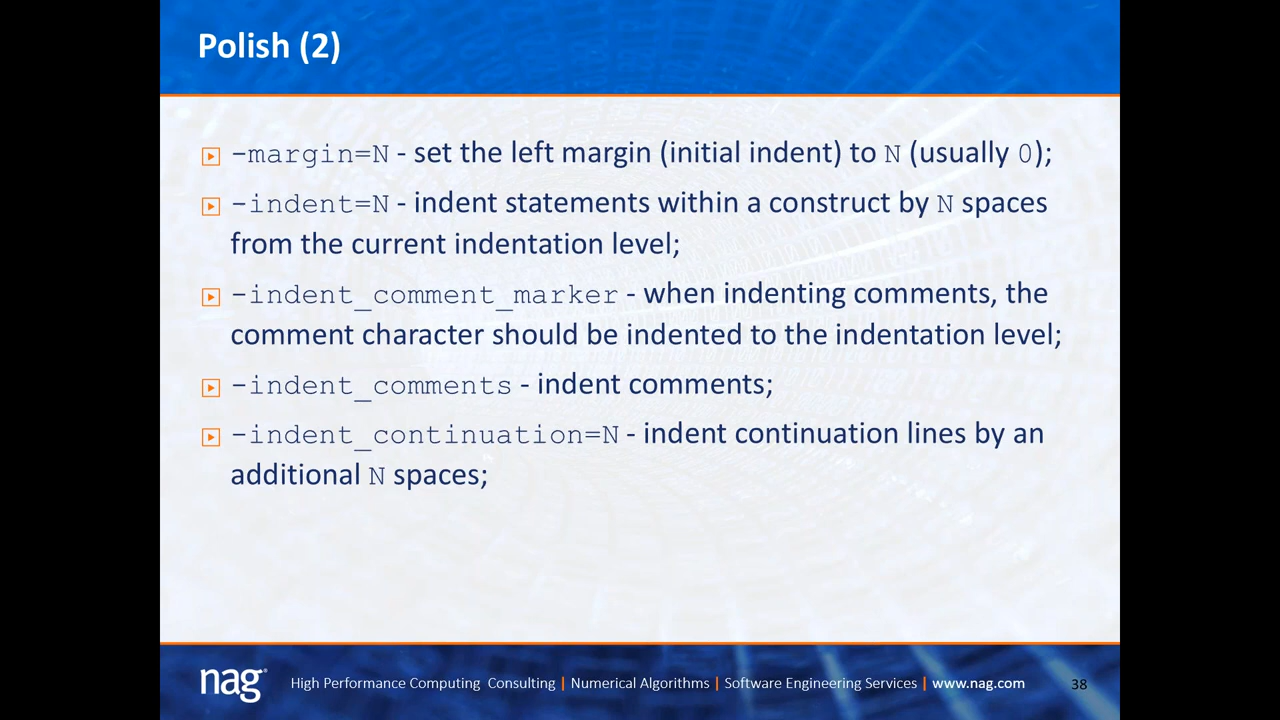 Polish (2)
-margin=N - set the left margin (initial indent) to N (usually 0);
-indent=N - indent statements within a construct by N spaces
from the current indentation level;
-indent_comment_marker - when indenting comments, the
comment character should be indented to the indentation level;
-indent_comments - indent comments;
-indent_continuation=N - indent continuation lines by an
additional N spaces;
nag® High Performance Computing Consulting | Numerical Algorithms | Software Engineering Services | www.nag.com 38